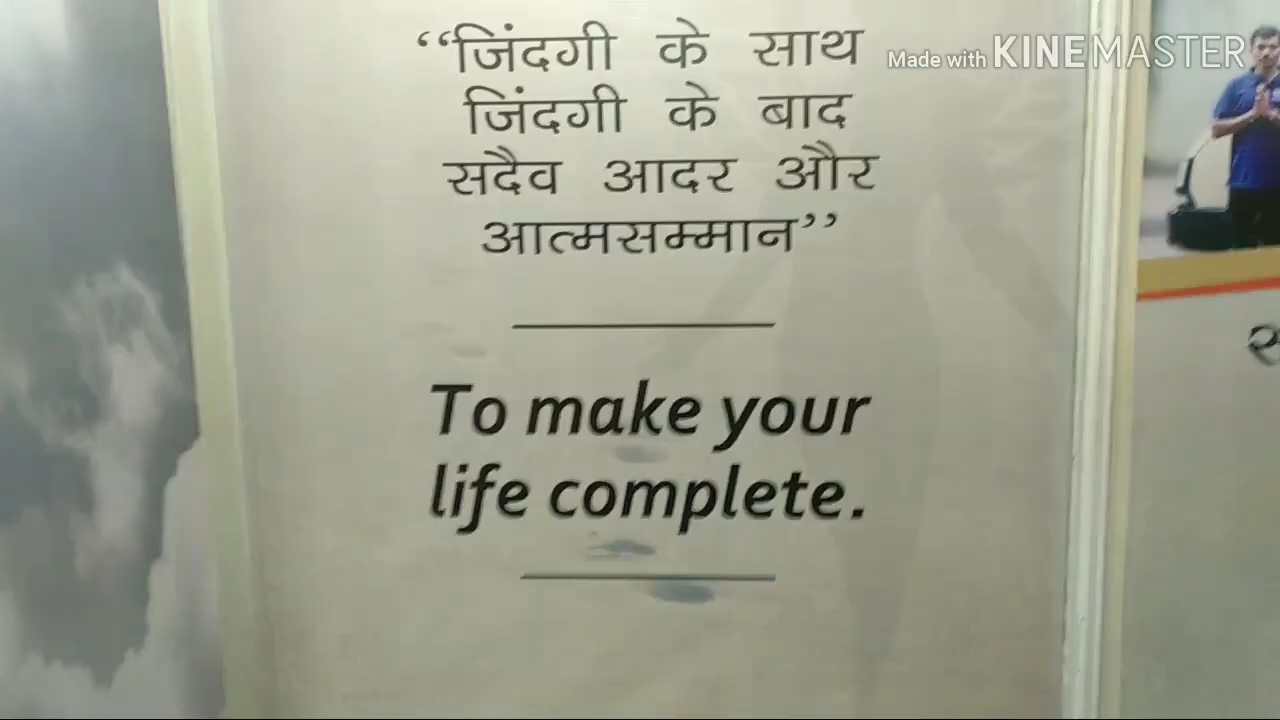 “जिंदगी के साथ
Made with KINEMASTER
जिंदगी के बाद
सदैव आदर और
आत्मसम्मान”
To make your
life complete.